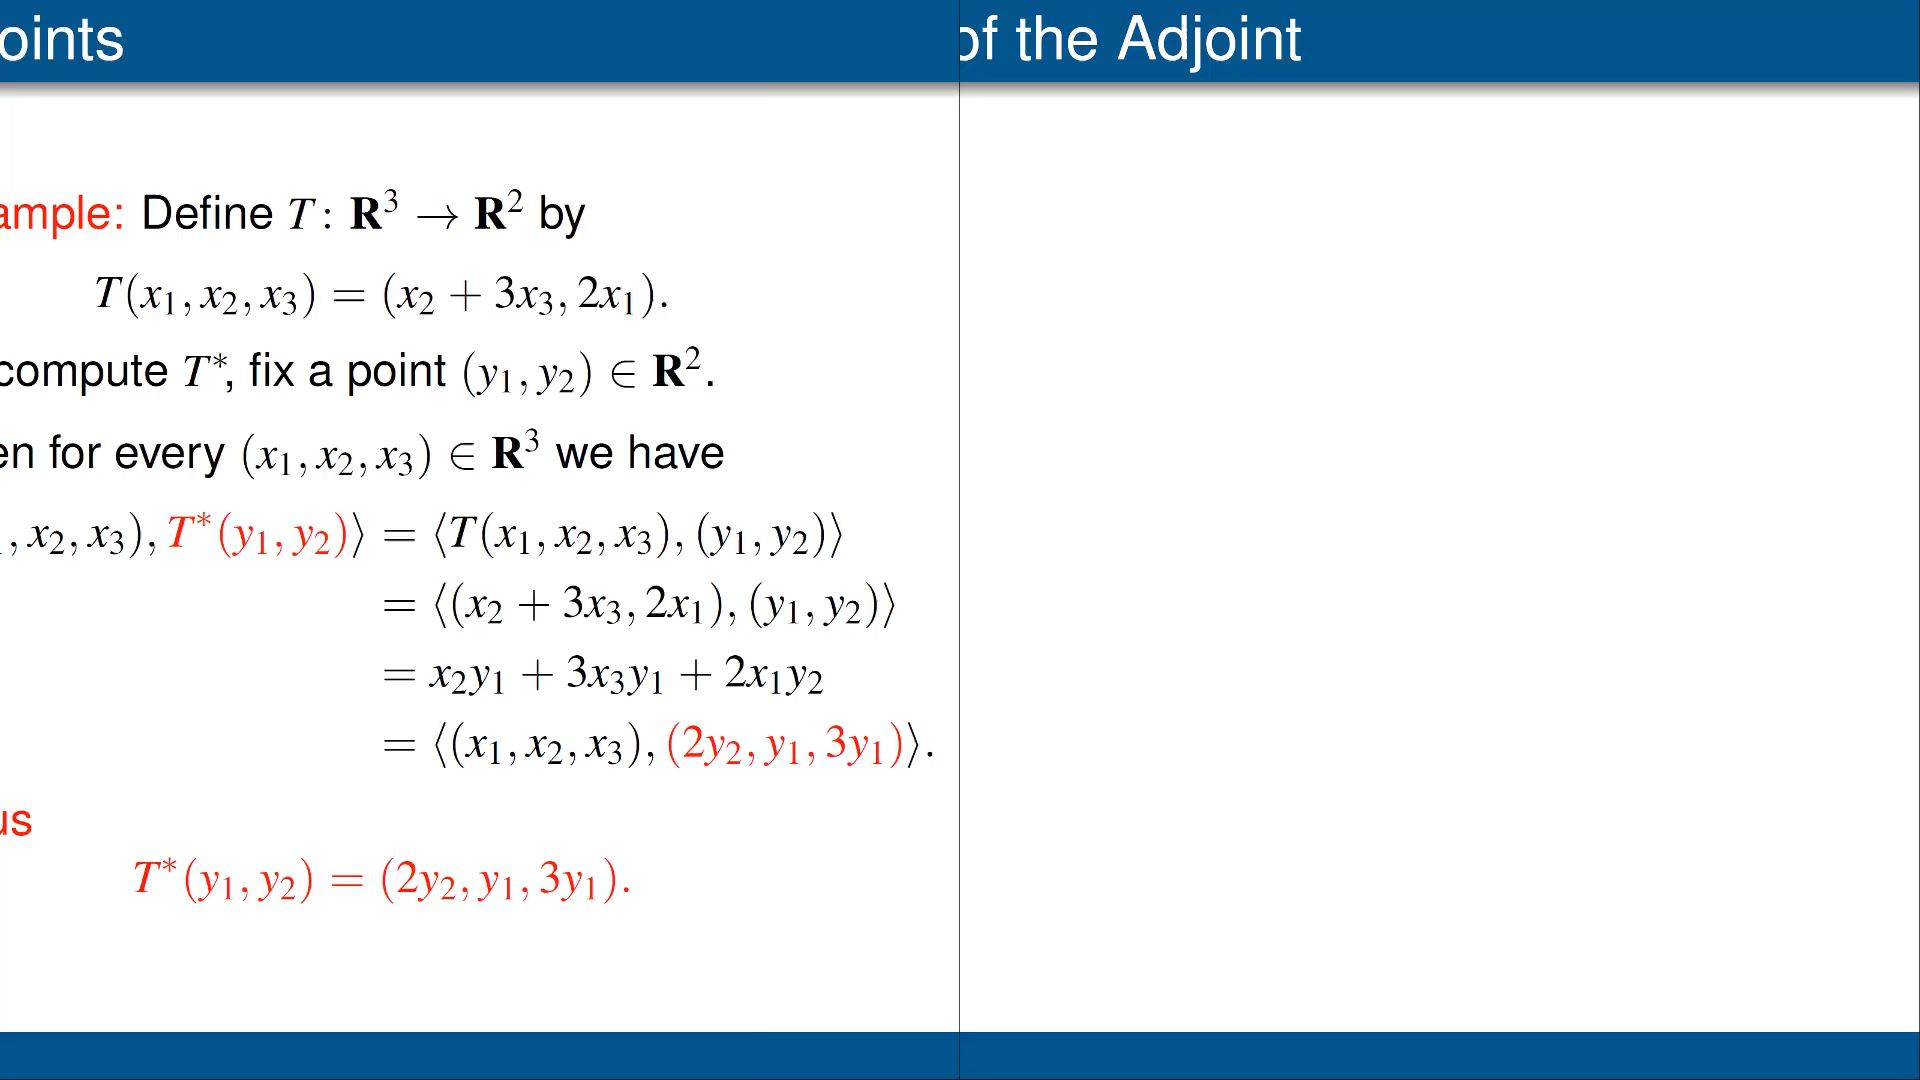 oints
of the Adjoint
ample: Define T: R³ → R² by
T(x₁, x₂, x₃) = (x₂ + 3x₃, 2x₁).
compute T*, fix a point (y₁, y₂) ∈ R².
en for every (x₁, x₂, x₃) ∈ R³ we have
, x₂, x₃), T*(y₁, y₂)⟩ = ⟨T(x₁, x₂, x₃), (y₁, y₂)⟩
= ⟨(x₂ + 3x₃, 2x₁), (y₁, y₂)⟩
= x₂y₁ + 3x₃y₁ + 2x₁y₂
= ⟨(x₁, x₂, x₃), (2y₂, y₁, 3y₁)⟩.
us
T*(y₁, y₂) = (2y₂, y₁, 3y₁).